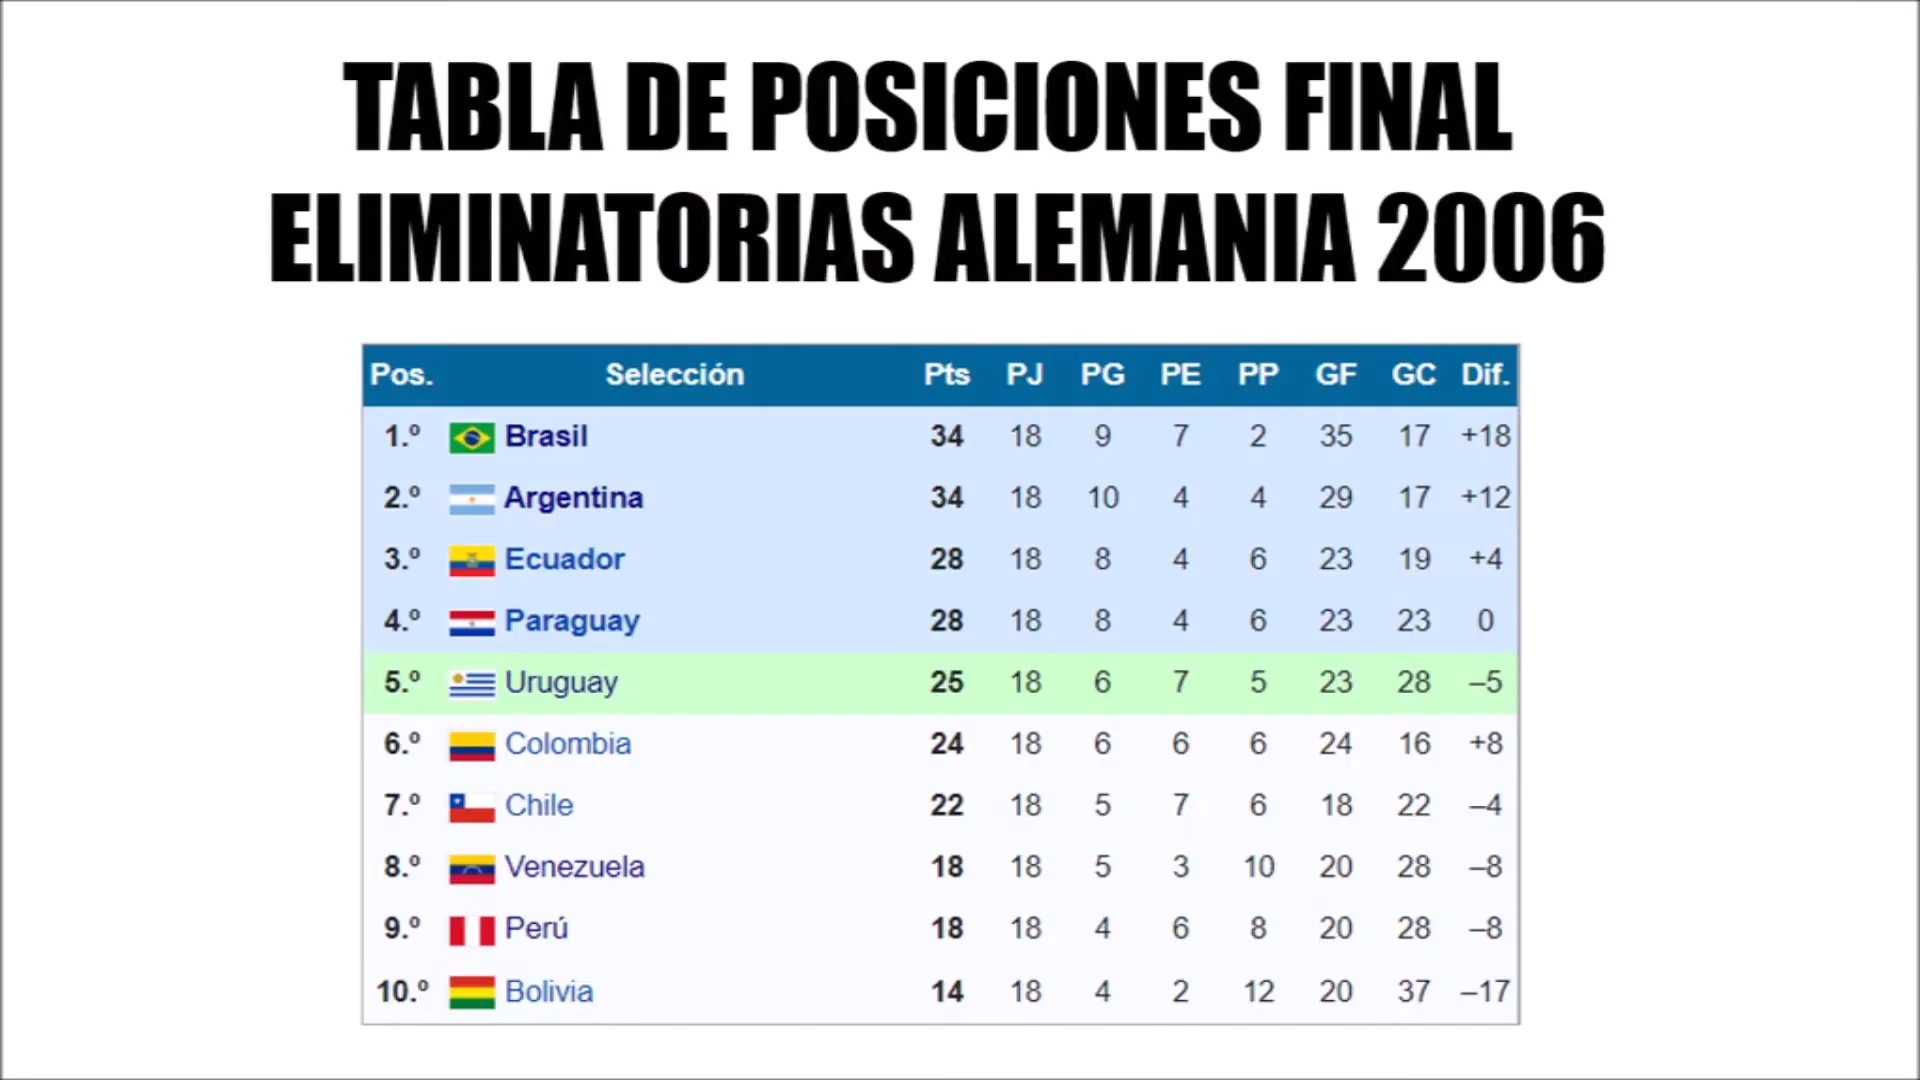 TABLA DE POSICIONES FINAL
ELIMINATORIAS ALEMANIA 2006
Pos. Selección Pts PJ PG PE PP GF GC Dif.
1.º Brasil 34 18 9 7 2 35 17 +18
2.º Argentina 34 18 10 4 4 29 17 +12
3.º Ecuador 28 18 8 4 6 23 19 +4
4.º Paraguay 28 18 8 4 6 23 23 0
5.º Uruguay 25 18 6 7 5 23 28 –5
6.º Colombia 24 18 6 6 6 24 16 +8
7.º Chile 22 18 5 7 6 18 22 –4
8.º Venezuela 18 18 5 3 10 20 28 –8
9.º Perú 18 18 4 6 8 20 28 –8
10.º Bolivia 14 18 4 2 12 20 37 –17